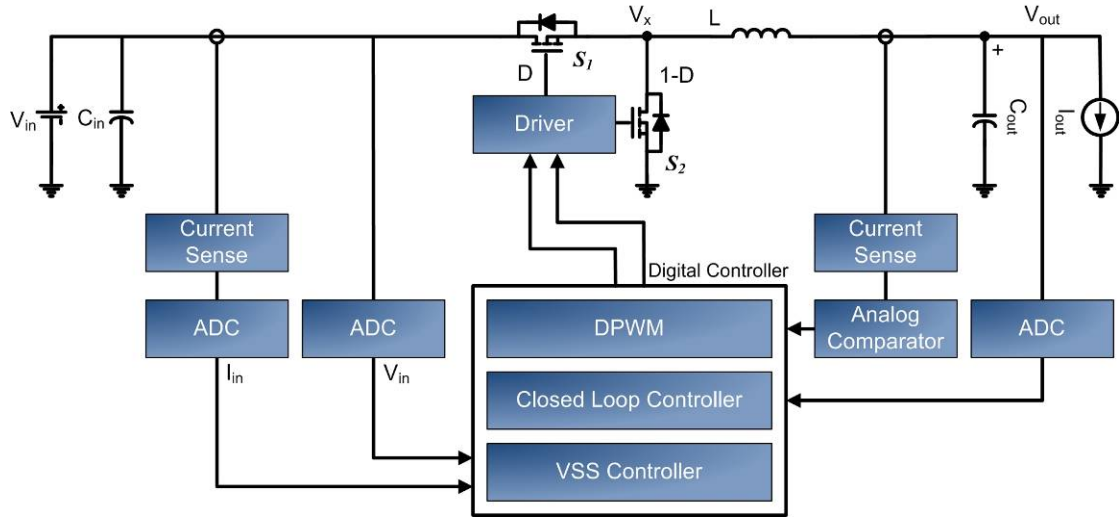 Vx
L
Vout
S1
D
1-D
Vin
Cin
Driver
+
Cout
Iout
S2
Current
Sense
Current
Sense
Digital Controller
ADC
ADC
DPWM
Analog
Comparator
ADC
Iin
Vin
Closed Loop Controller
VSS Controller